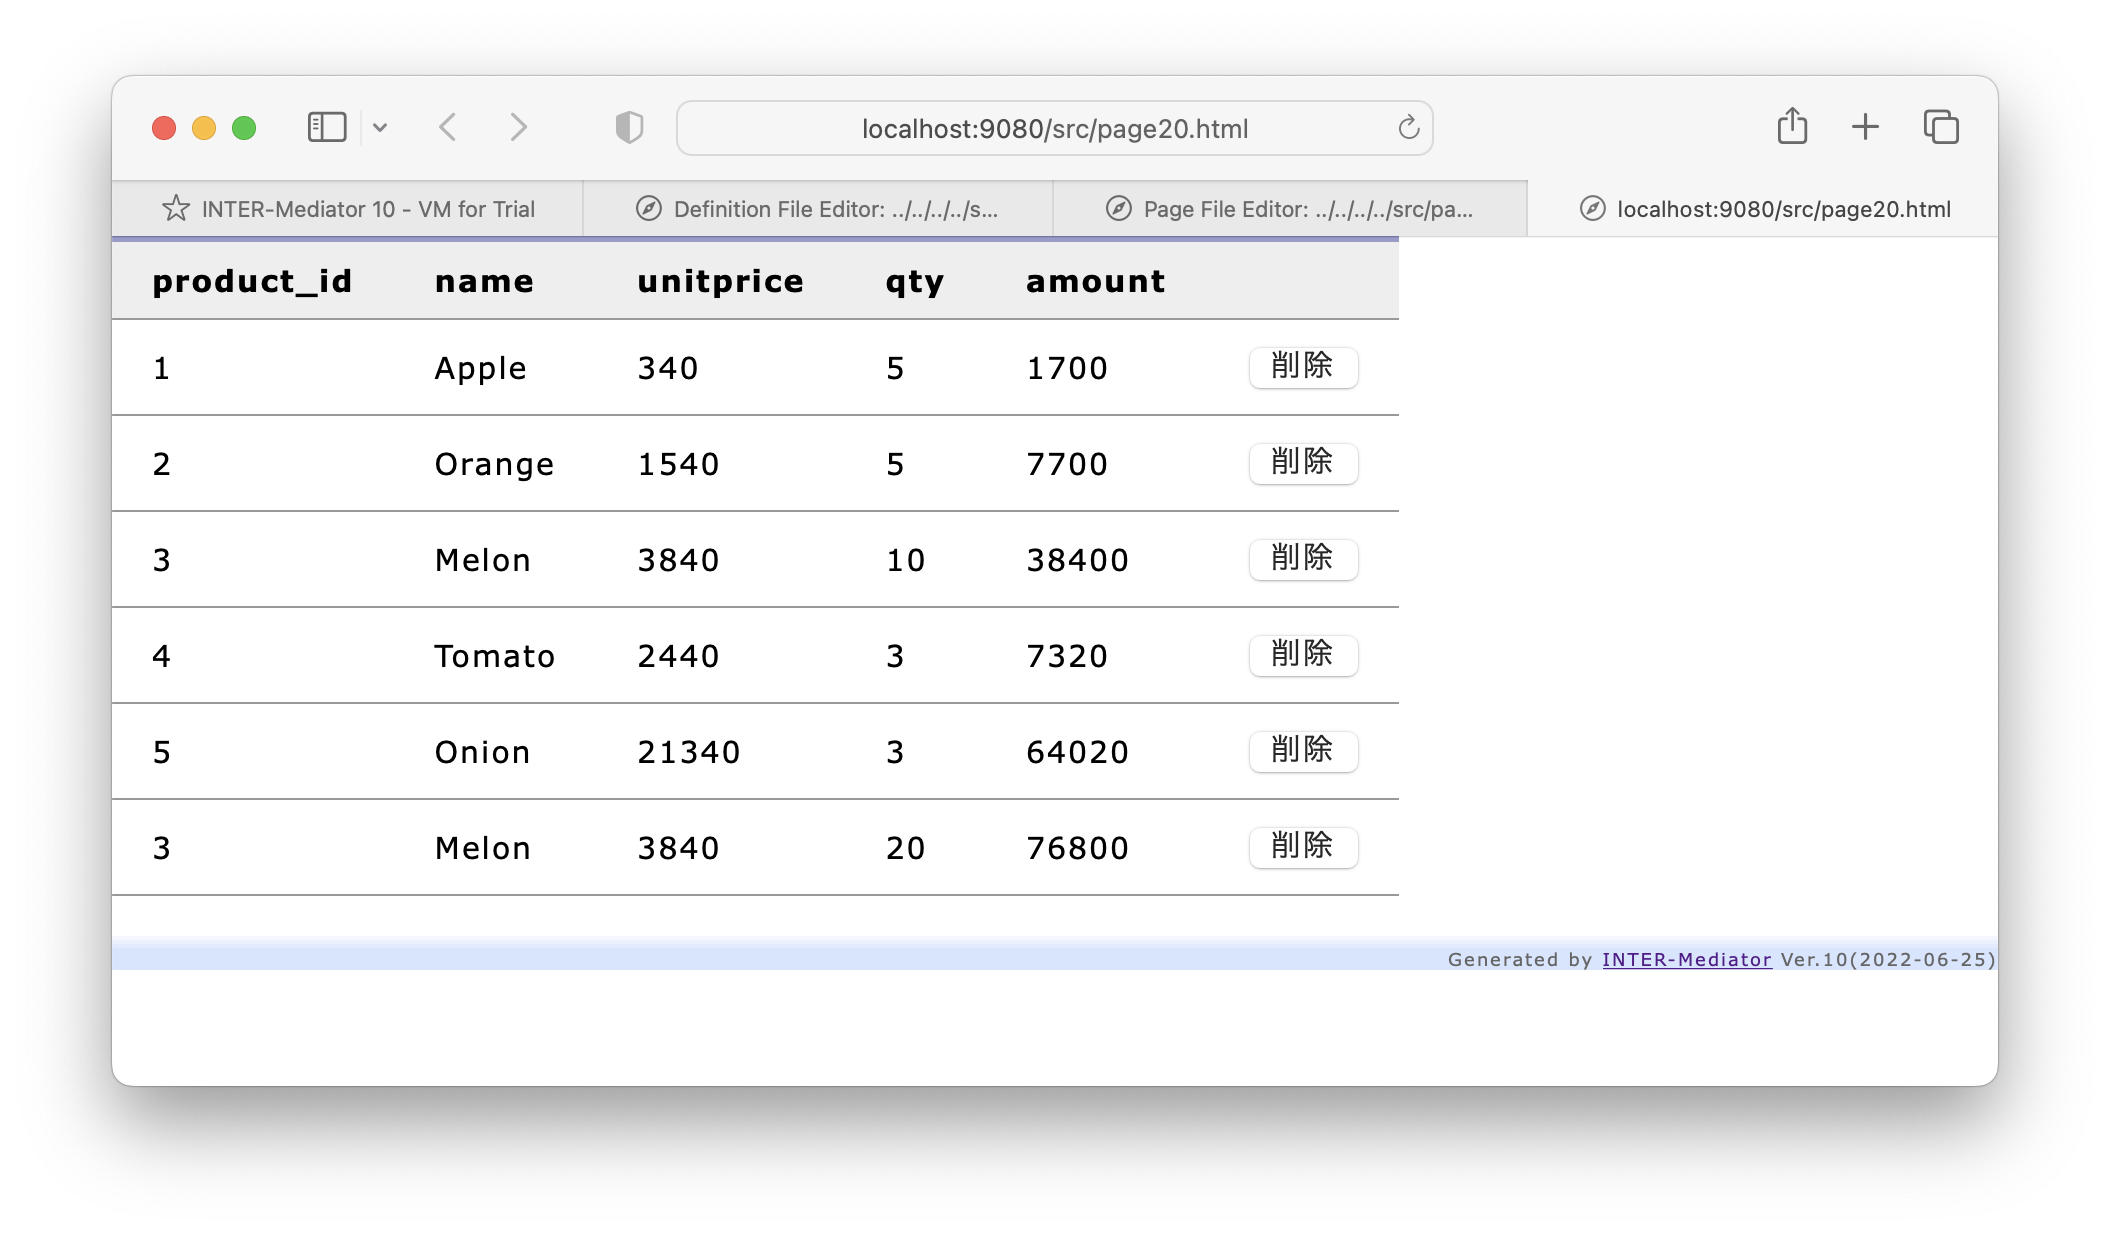 localhost:9080/src/page20.html
INTER-Mediator 10 - VM for Trial Definition File Editor: ../../../../s... Page File Editor: ../../../../src/pa... localhost:9080/src/page20.html
product_id name unitprice qty amount
1 Apple 340 5 1700 削除
2 Orange 1540 5 7700 削除
3 Melon 3840 10 38400 削除
4 Tomato 2440 3 7320 削除
5 Onion 21340 3 64020 削除
3 Melon 3840 20 76800 削除
Generated by INTER-Mediator Ver.10(2022-06-25)